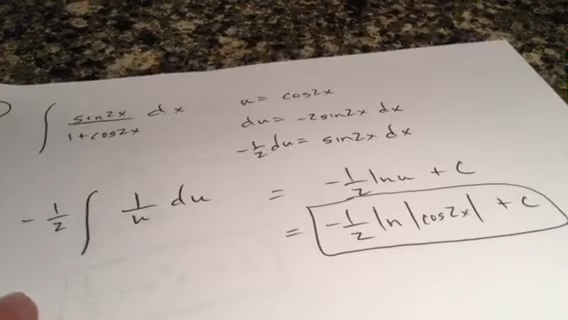 ∫ sin2x / 1+cos2x dx
u = cos2x
du = -2sin2x dx
-1/2 du = sin2x dx
-1/2 ∫ 1/u du = -1/2 ln u + C
= -1/2 ln |cos2x| + C